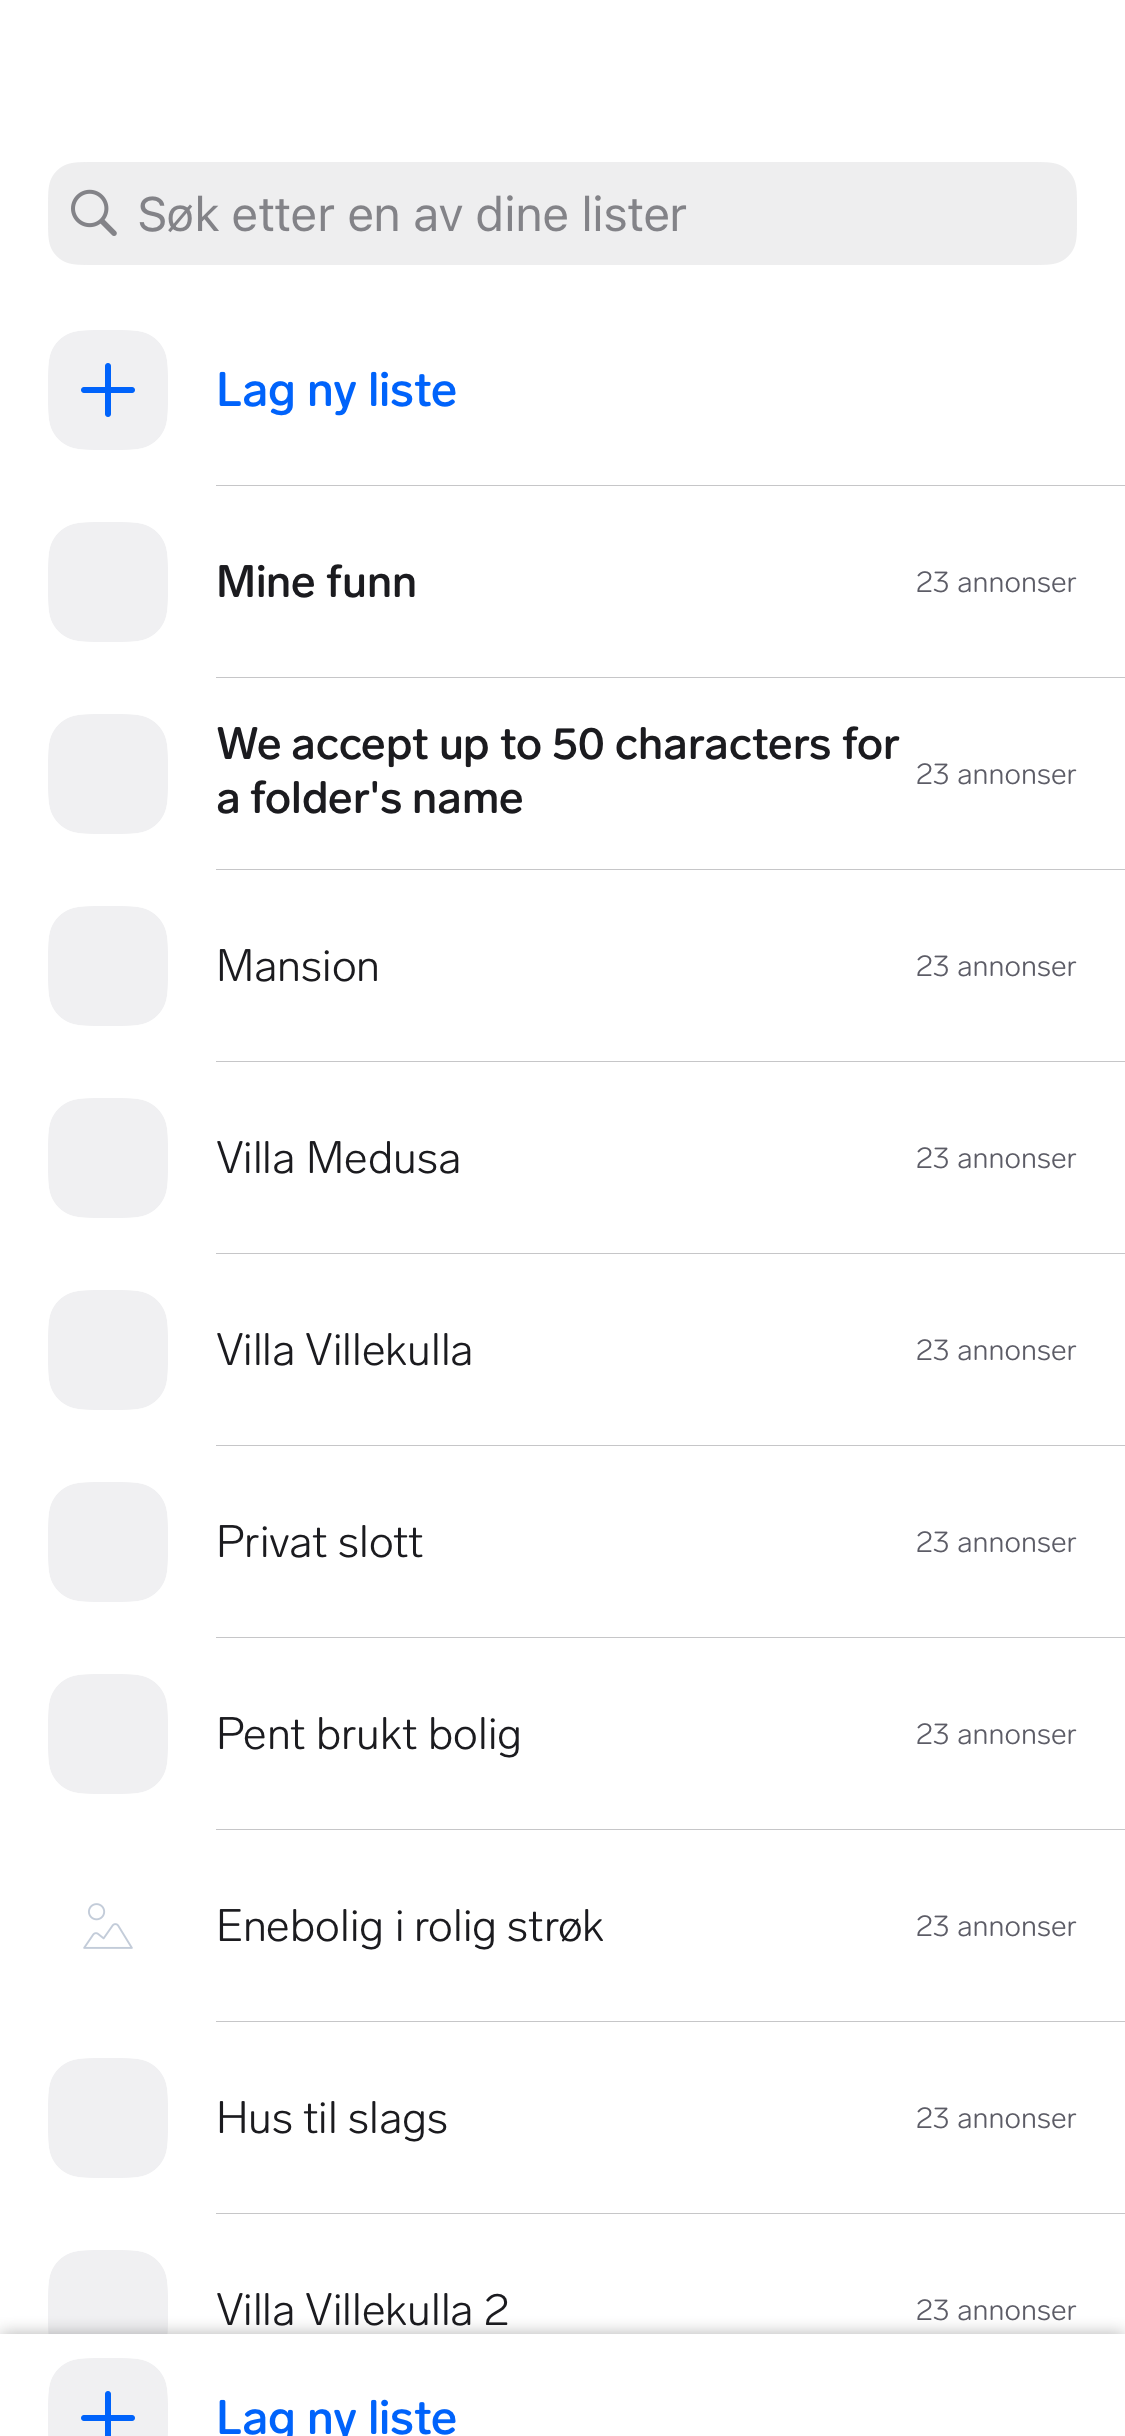 Søk etter en av dine lister
Lag ny liste
Mine funn
23 annonser
We accept up to 50 characters for
a folder's name
23 annonser
Mansion
23 annonser
Villa Medusa
23 annonser
Villa Villekulla
23 annonser
Privat slott
23 annonser
Pent brukt bolig
23 annonser
Enebolig i rolig strøk
23 annonser
Hus til slags
23 annonser
Villa Villekulla 2
23 annonser
Lag ny liste